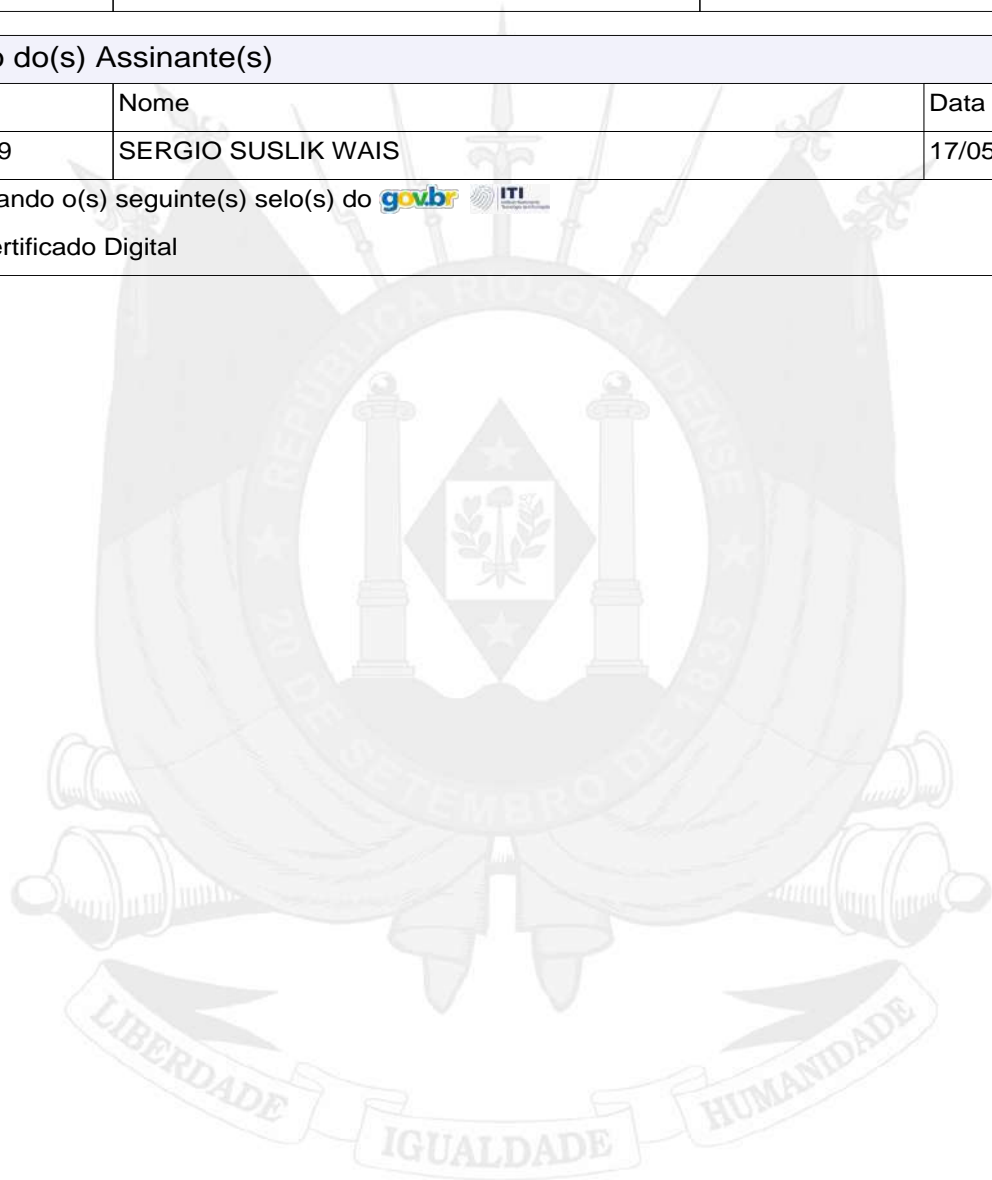 o do(s) Assinante(s)
Nome Data
9 SERGIO SUSLIK WAIS 17/05
ando o(s) seguinte(s) selo(s) do gov.br ITI
ertificado Digital
REPÚBLICA RIO-GRANDENSE
20 DE SETEMBRO DE 1835
LIBERDADE IGUALDADE HUMANIDADE